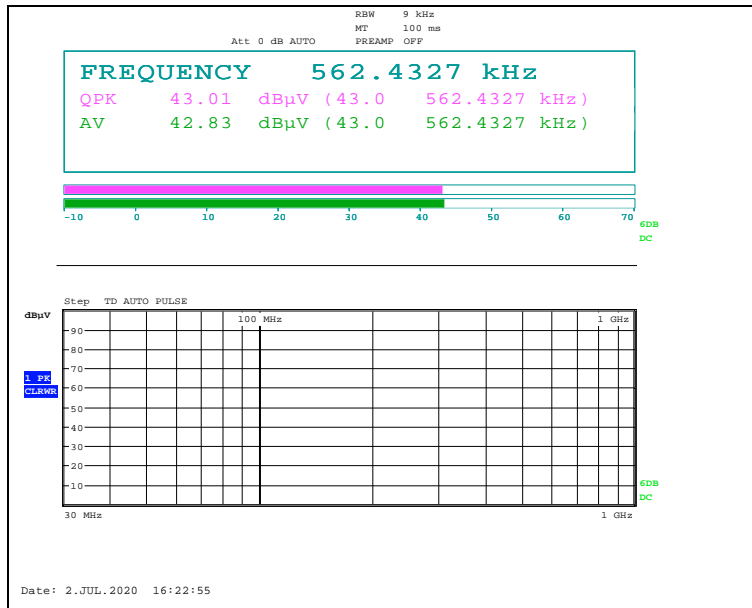 RBW 9 kHz
MT 100 ms
Att 0 dB AUTO PREAMP OFF
FREQUENCY 562.4327 kHz
QPK 43.01 dBµV (43.0 562.4327 kHz)
AV 42.83 dBµV (43.0 562.4327 kHz)
-10 0 10 20 30 40 50 60 70
6DB
DC
Step TD AUTO PULSE
dBµV
100 MHz 1 GHz
90
80
70
1 PK
CLRWR
60
50
40
30
20
10
6DB
DC
30 MHz 1 GHz
Date: 2.JUL.2020 16:22:55